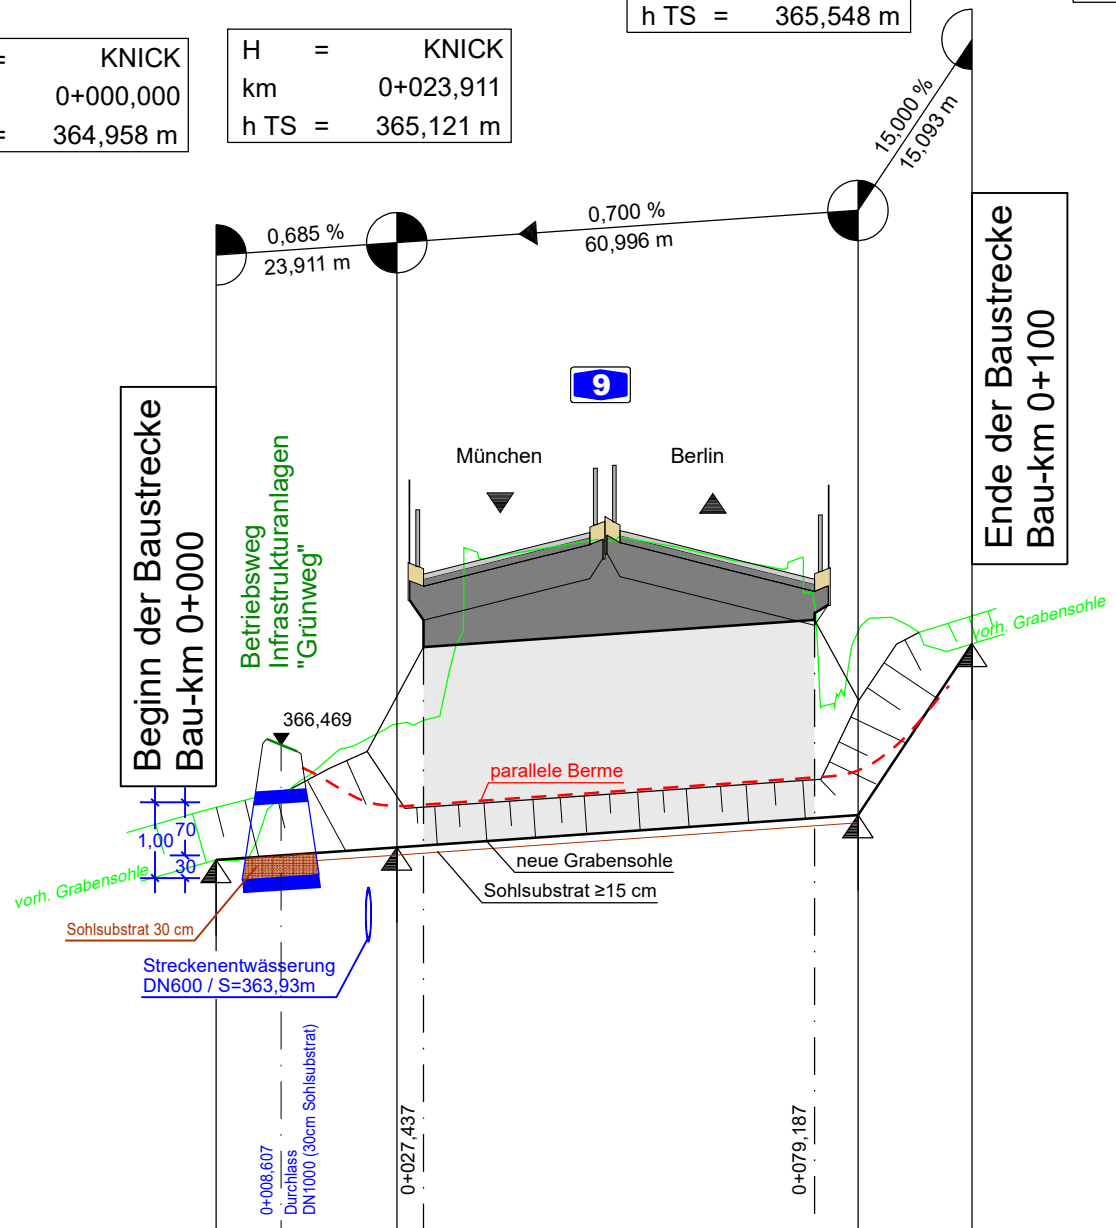 h TS = 365,548 m
= KNICK
0+000,000
= 364,958 m
H = KNICK
km 0+023,911
h TS = 365,121 m
15,000 %
15,093 m
0,685 %
23,911 m
0,700 %
60,996 m
Beginn der Baustrecke
Bau-km 0+000
Ende der Baustrecke
Bau-km 0+100
9
München
Berlin
Betriebsweg
Infrastrukturanlagen
"Grünweg"
vorh. Grabensohle
366,469
parallele Berme
70
1,00
30
vorh. Grabensohle
neue Grabensohle
Sohlsubstrat ≥15 cm
Sohlsubstrat 30 cm
Streckenentwässerung
DN600 / S=363,93m
0+008,607
Durchlass
DN1000 (30cm Sohlsubstrat)
0+027,437
0+079,187